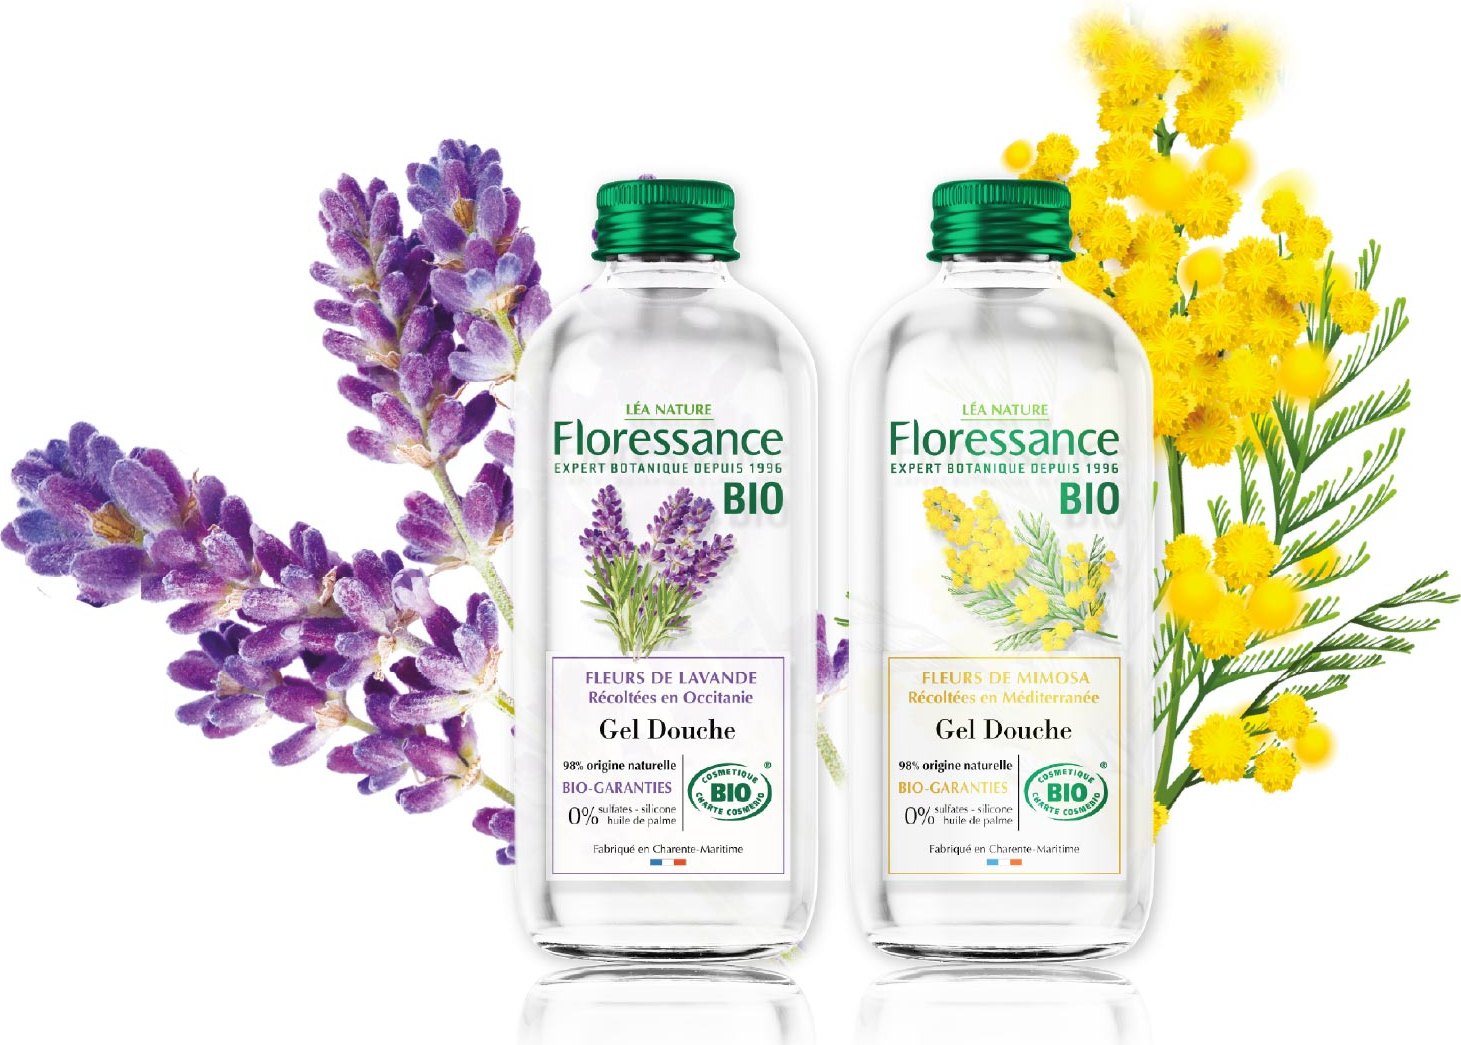 LÉA NATURE
Floressance
EXPERT BOTANIQUE DEPUIS 1996
BIO
FLEURS DE LAVANDE
Récoltées en Occitanie
Gel Douche
98% origine naturelle
BIO-GARANTIES
0% sulfates - silicone
huile de palme
COSMETIQUE ®
BIO
CHARTE COSMEBIO
Fabriqué en Charente-Maritime
LÉA NATURE
Floressance
EXPERT BOTANIQUE DEPUIS 1996
BIO
FLEURS DE MIMOSA
Récoltées en Méditerranée
Gel Douche
98% origine naturelle
BIO-GARANTIES
0% sulfates - silicone
huile de palme
COSMETIQUE ®
BIO
CHARTE COSMEBIO
Fabriqué en Charente-Maritime